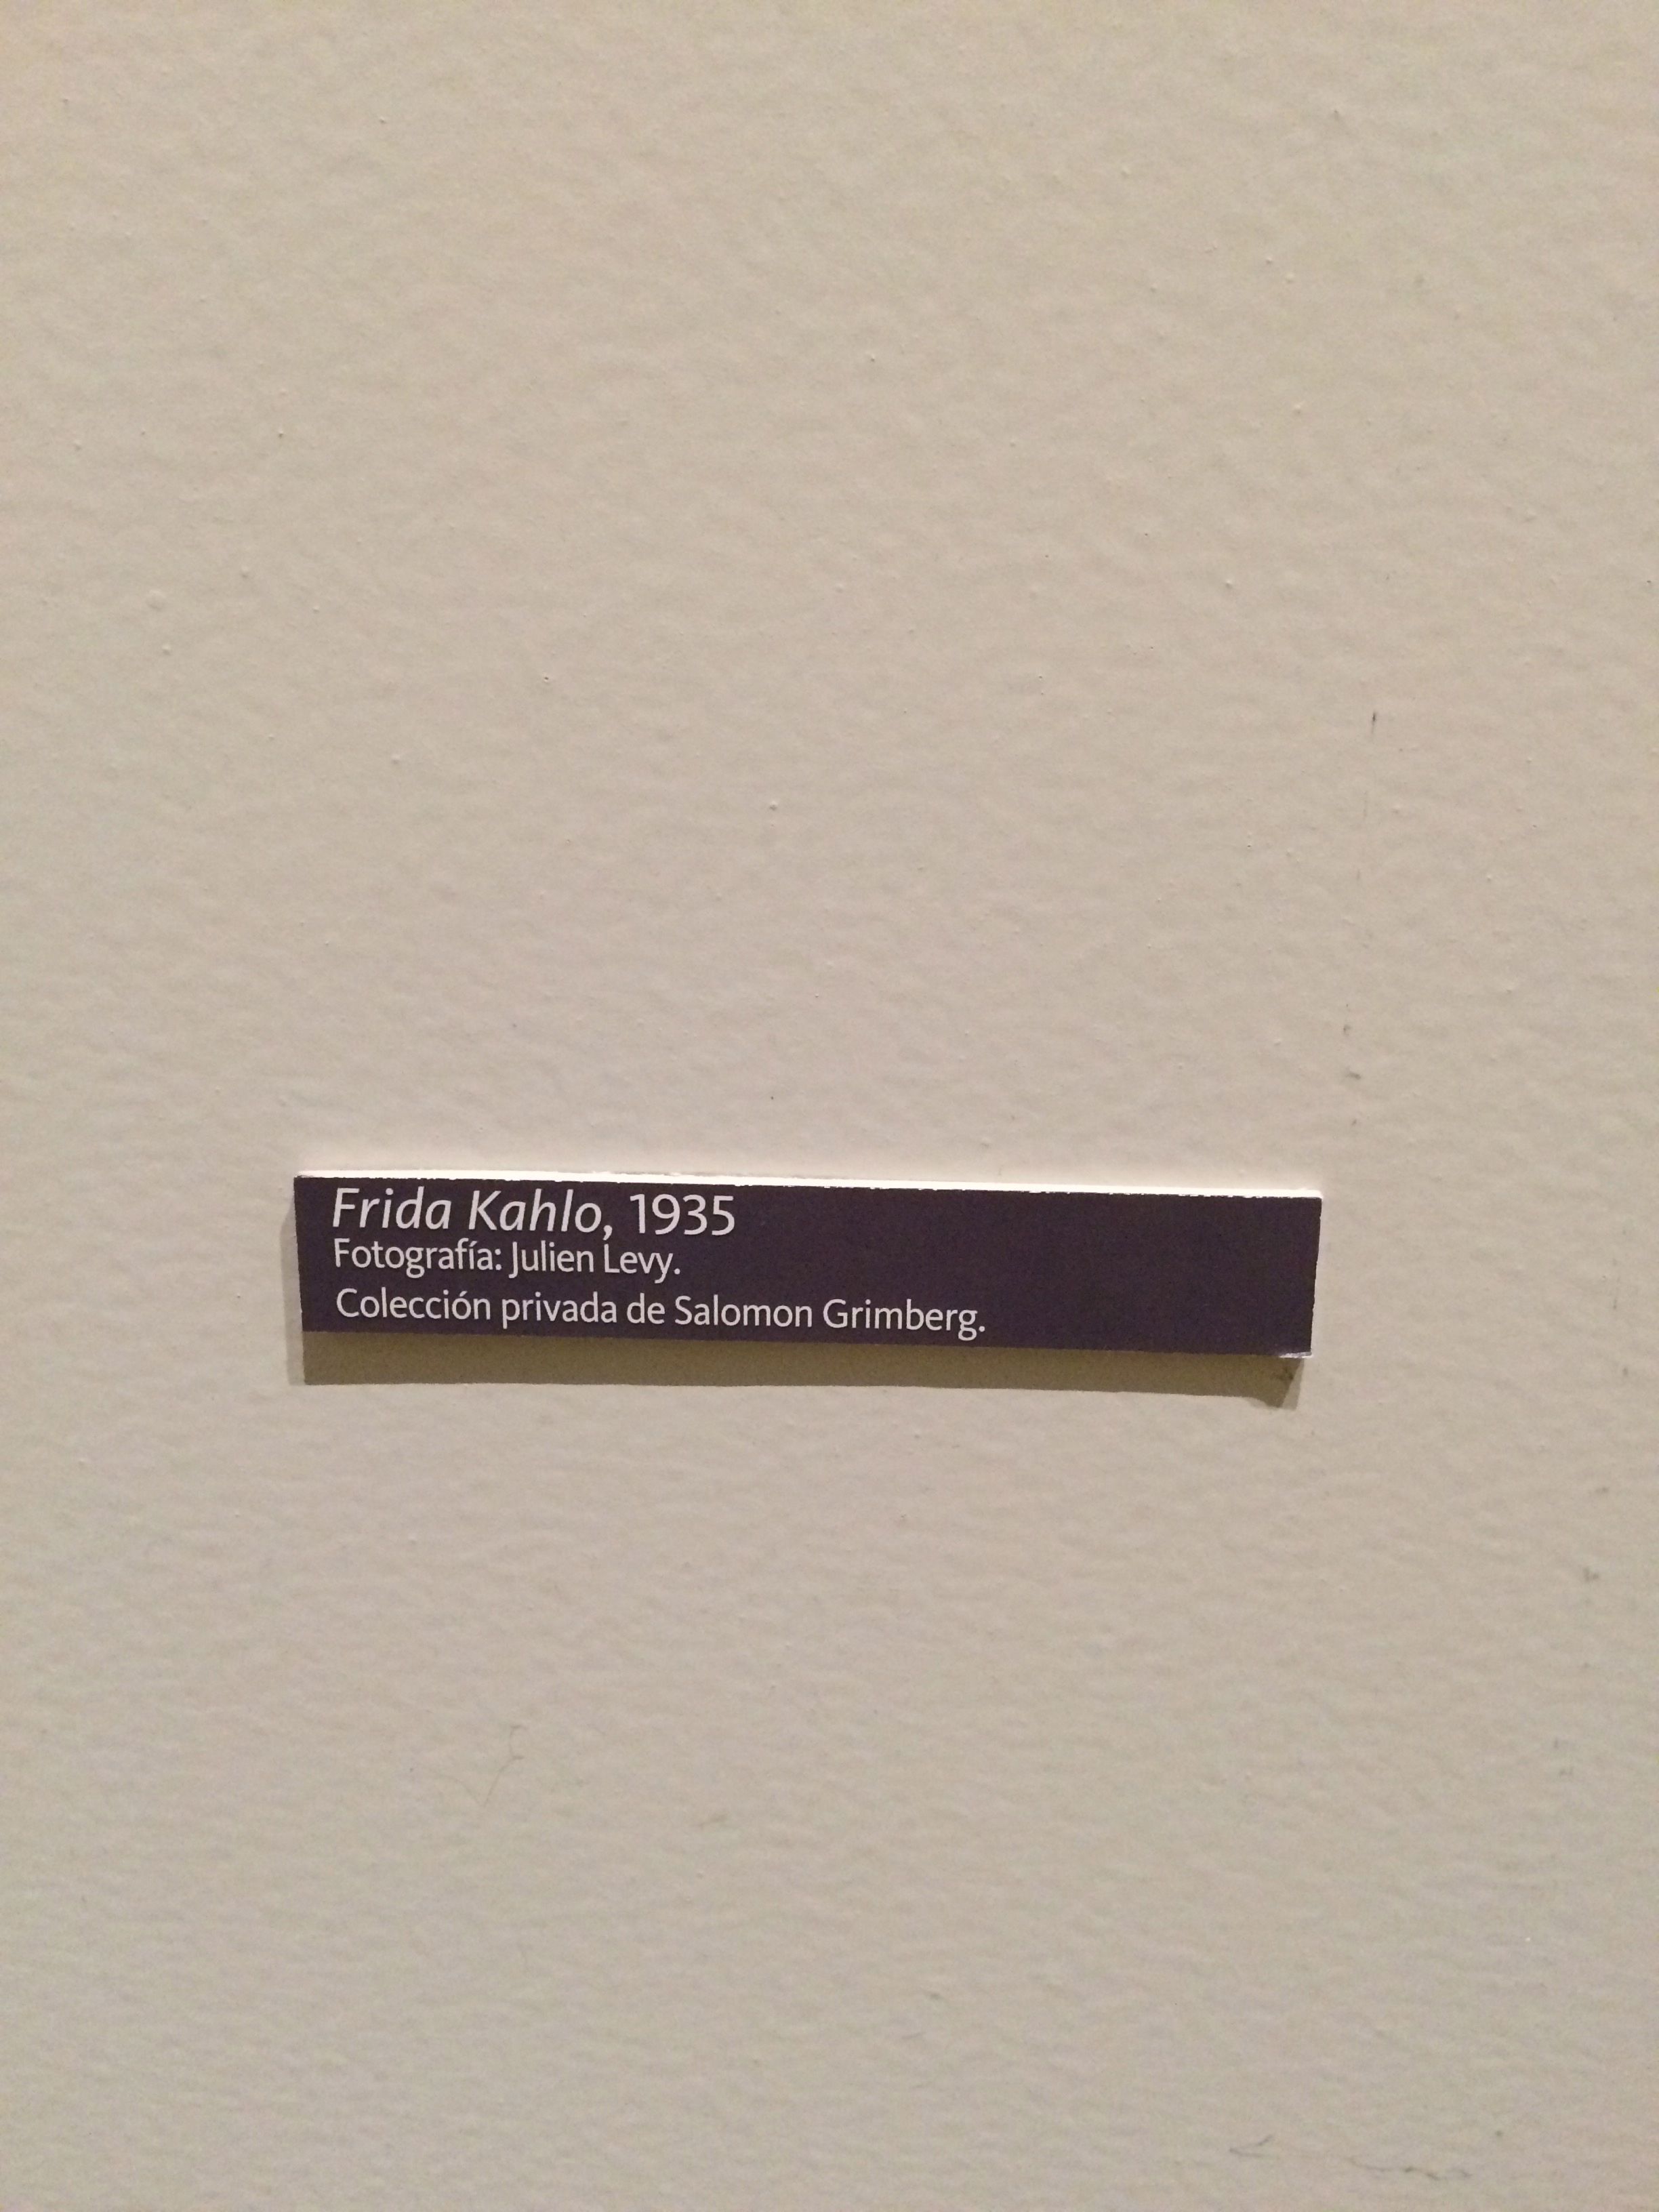 Frida Kahlo, 1935
Fotografía: Julien Levy.
Colección privada de Salomon Grimberg.